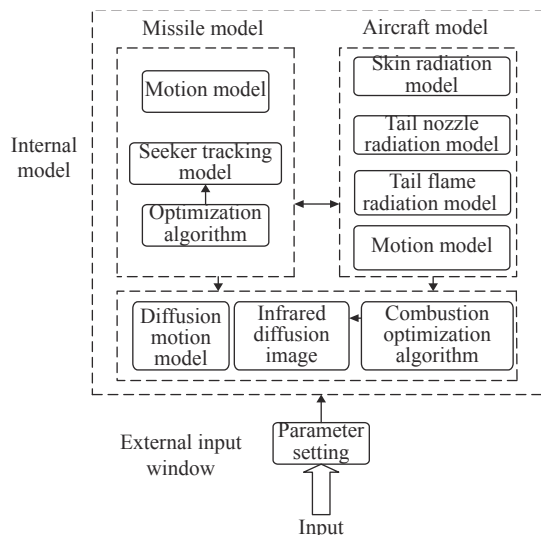 Missile model
Aircraft model
Internal
model
Motion model
Seeker tracking
model
Optimization
algorithm
Skin radiation
model
Tail nozzle
radiation model
Tail flame
radiation model
Motion model
Diffusion
motion
model
Infrared
diffusion
image
Combustion
optimization
algorithm
External input
window
Parameter
setting
Input